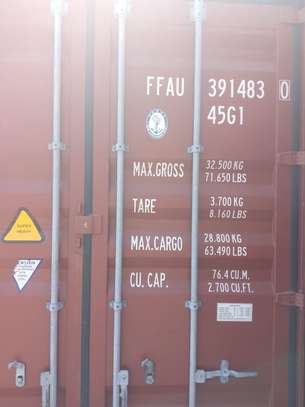 FFAU 391483 0
45G1
MAX.GROSS 32.500 KG
71.650 LBS
TARE 3.700 KG
8.160 LBS
MAX.CARGO 28.800 KG
63.490 LBS
CU. CAP. 76.4 CU.M.
2.700 CU.FT.